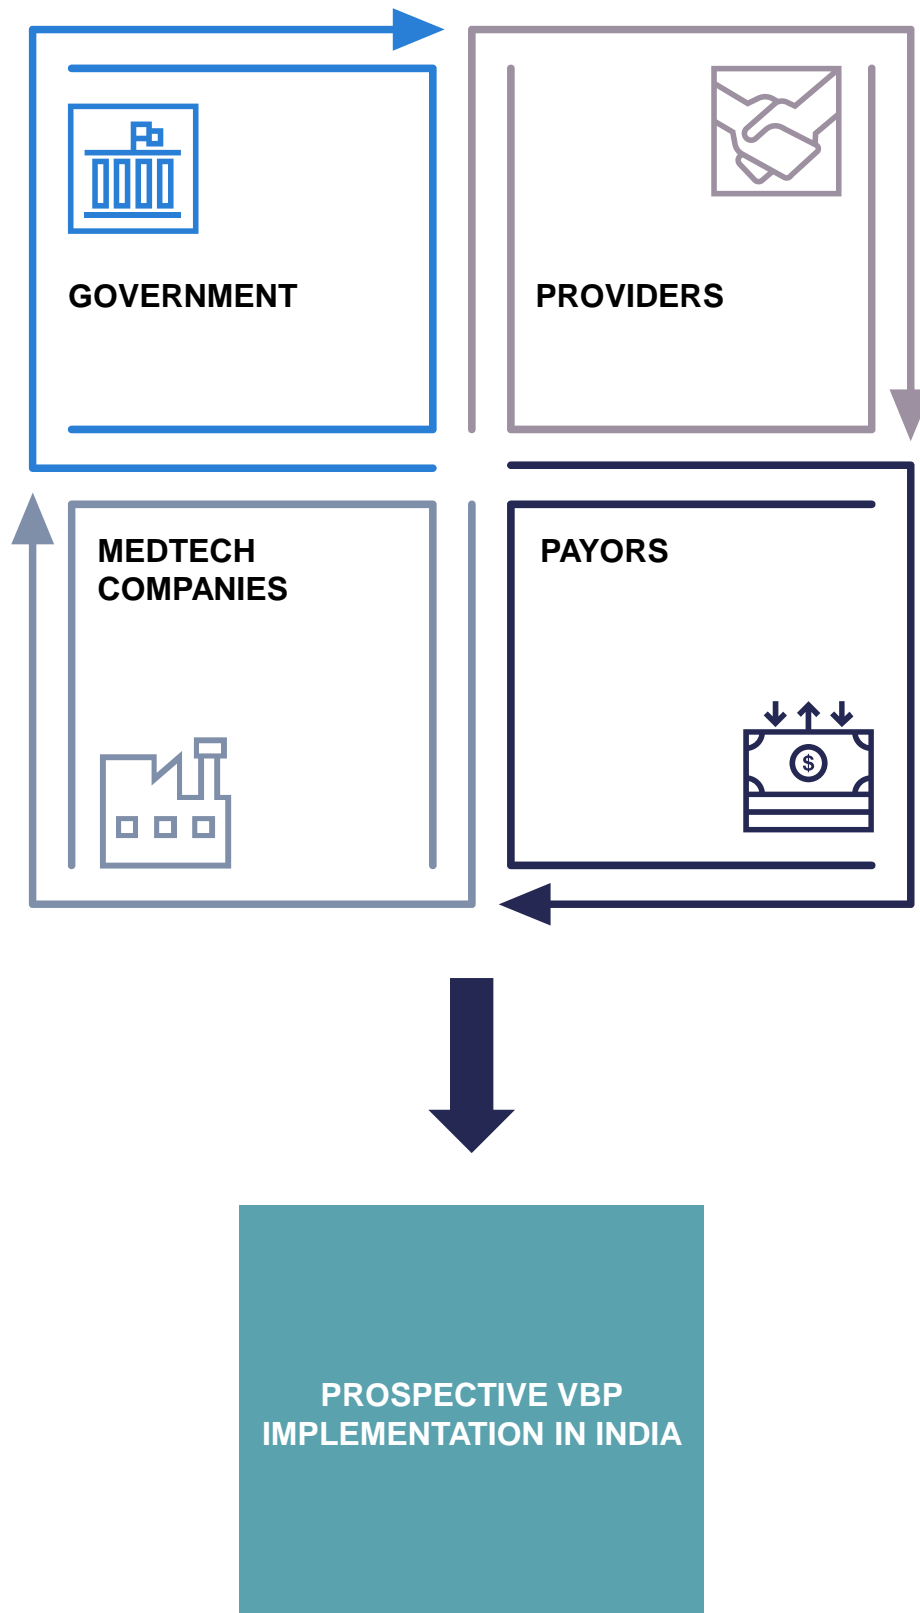 GOVERNMENT
PROVIDERS
MEDTECH
COMPANIES
PAYORS
$
PROSPECTIVE VBP
IMPLEMENTATION IN INDIA